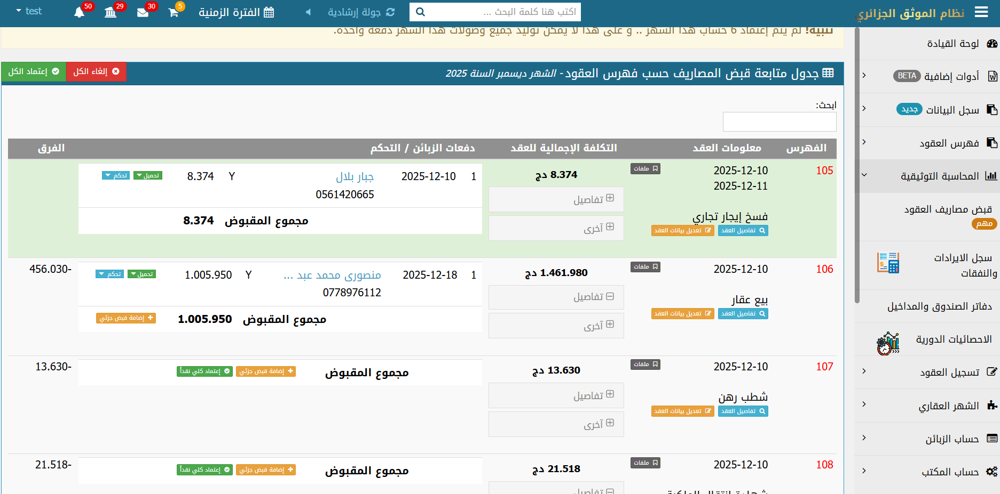 نظام الموثق الجزائري
اكتب هنا كلمة البحث ...
جولة إرشادية
الفترة الزمنية
5
30
29
50
test
تنبيه! لم يتم إعتماد 6 حساب هذا الشهر .. و على هذا لا يمكن توليد جميع وصولات هذا الشهر دفعة واحدة.
لوحة القيادة
أدوات إضافية BETA
سجل البيانات جديد
فهرس العقود
المحاسبة التوثيقية
قبض مصاريف العقود
مهم
سجل الايرادات
والنفقات
دفاتر الصندوق والمداخيل
الاحصائيات الدورية
تسجيل العقود
الشهر العقاري
حساب الزبائن
حساب المكتب
جدول متابعة قبض المصاريف حسب فهرس العقود - الشهر ديسمبر السنة 2025
إلغاء الكل
إعتماد الكل
ابحث:
الفهرس معلومات العقد التكلفة الإجمالية للعقد دفعات الزبائن / التحكم الفرق
105 2025-12-10 ملفات 8.374 دج 1 2025-12-10 جبار بلال Y 8.374 تحميل تحكم
2025-12-11 تفاصيل 0561420665
فسخ إيجار تجاري آخرى مجموع المقبوض 8.374
تفاصيل العقد تعديل بيانات العقد
106 2025-12-10 ملفات 1.461.980 دج 1 2025-12-18 منصوري محمد عبد ... Y 1.005.950 تحميل تحكم 456.030-
تفاصيل 0778976112
بيع عقار آخرى مجموع المقبوض 1.005.950 إضافة قبض جزئي
تفاصيل العقد تعديل بيانات العقد
107 2025-12-10 ملفات 13.630 دج مجموع المقبوض إضافة قبض جزئي إعتماد كلي نقداً 13.630-
تفاصيل
شطب رهن آخرى
تفاصيل العقد تعديل بيانات العقد
108 2025-12-10 ملفات 21.518 دج مجموع المقبوض إضافة قبض جزئي إعتماد كلي نقداً 21.518-
شهادة انتقال الملكية تفاصيل